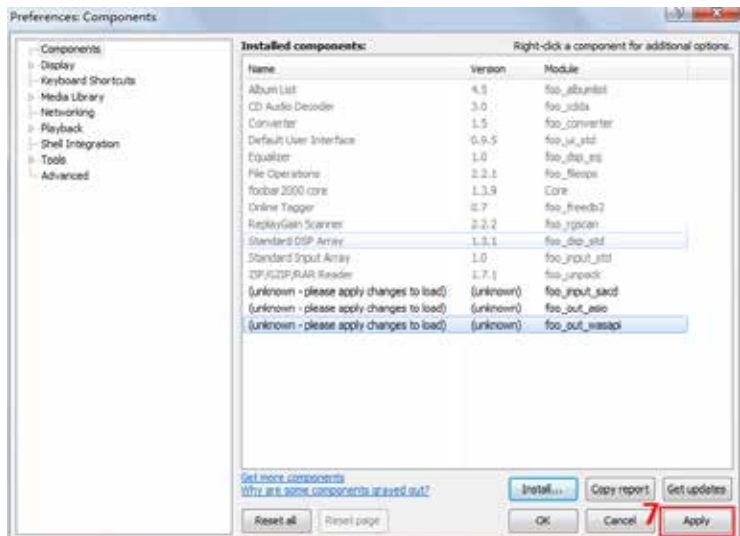 Preferences: Components
Components
Display
Keyboard Shortcuts
Media Library
Networking
Playback
Shell Integration
Tools
Advanced
Installed components:
Right-click a component for additional options.
Name Version Module
Album List 4.5 foo_albumlist
CD Audio Decoder 3.0 foo_cdda
Converter 1.5 foo_converter
Default User Interface 0.9.5 foo_ui_std
Equalizer 1.0 foo_dsp_eq
File Operations 2.2.1 foo_fileops
foobar2000 core 1.3.9 Core
Online Tagger 0.7 foo_freedb2
ReplayGain Scanner 2.2.2 foo_rgscan
Standard DSP Array 1.3.1 foo_dsp_std
Standard Input Array 1.0 foo_input_std
ZIP/GZIP/RAR Reader 1.7.1 foo_unpack
(unknown - please apply changes to load) (unknown) foo_input_sacd
(unknown - please apply changes to load) (unknown) foo_out_asio
(unknown - please apply changes to load) (unknown) foo_out_wasapi
Get more components
Why are some components grayed out?
Install... Copy report Get updates
Reset all Reset page OK Cancel 7 Apply